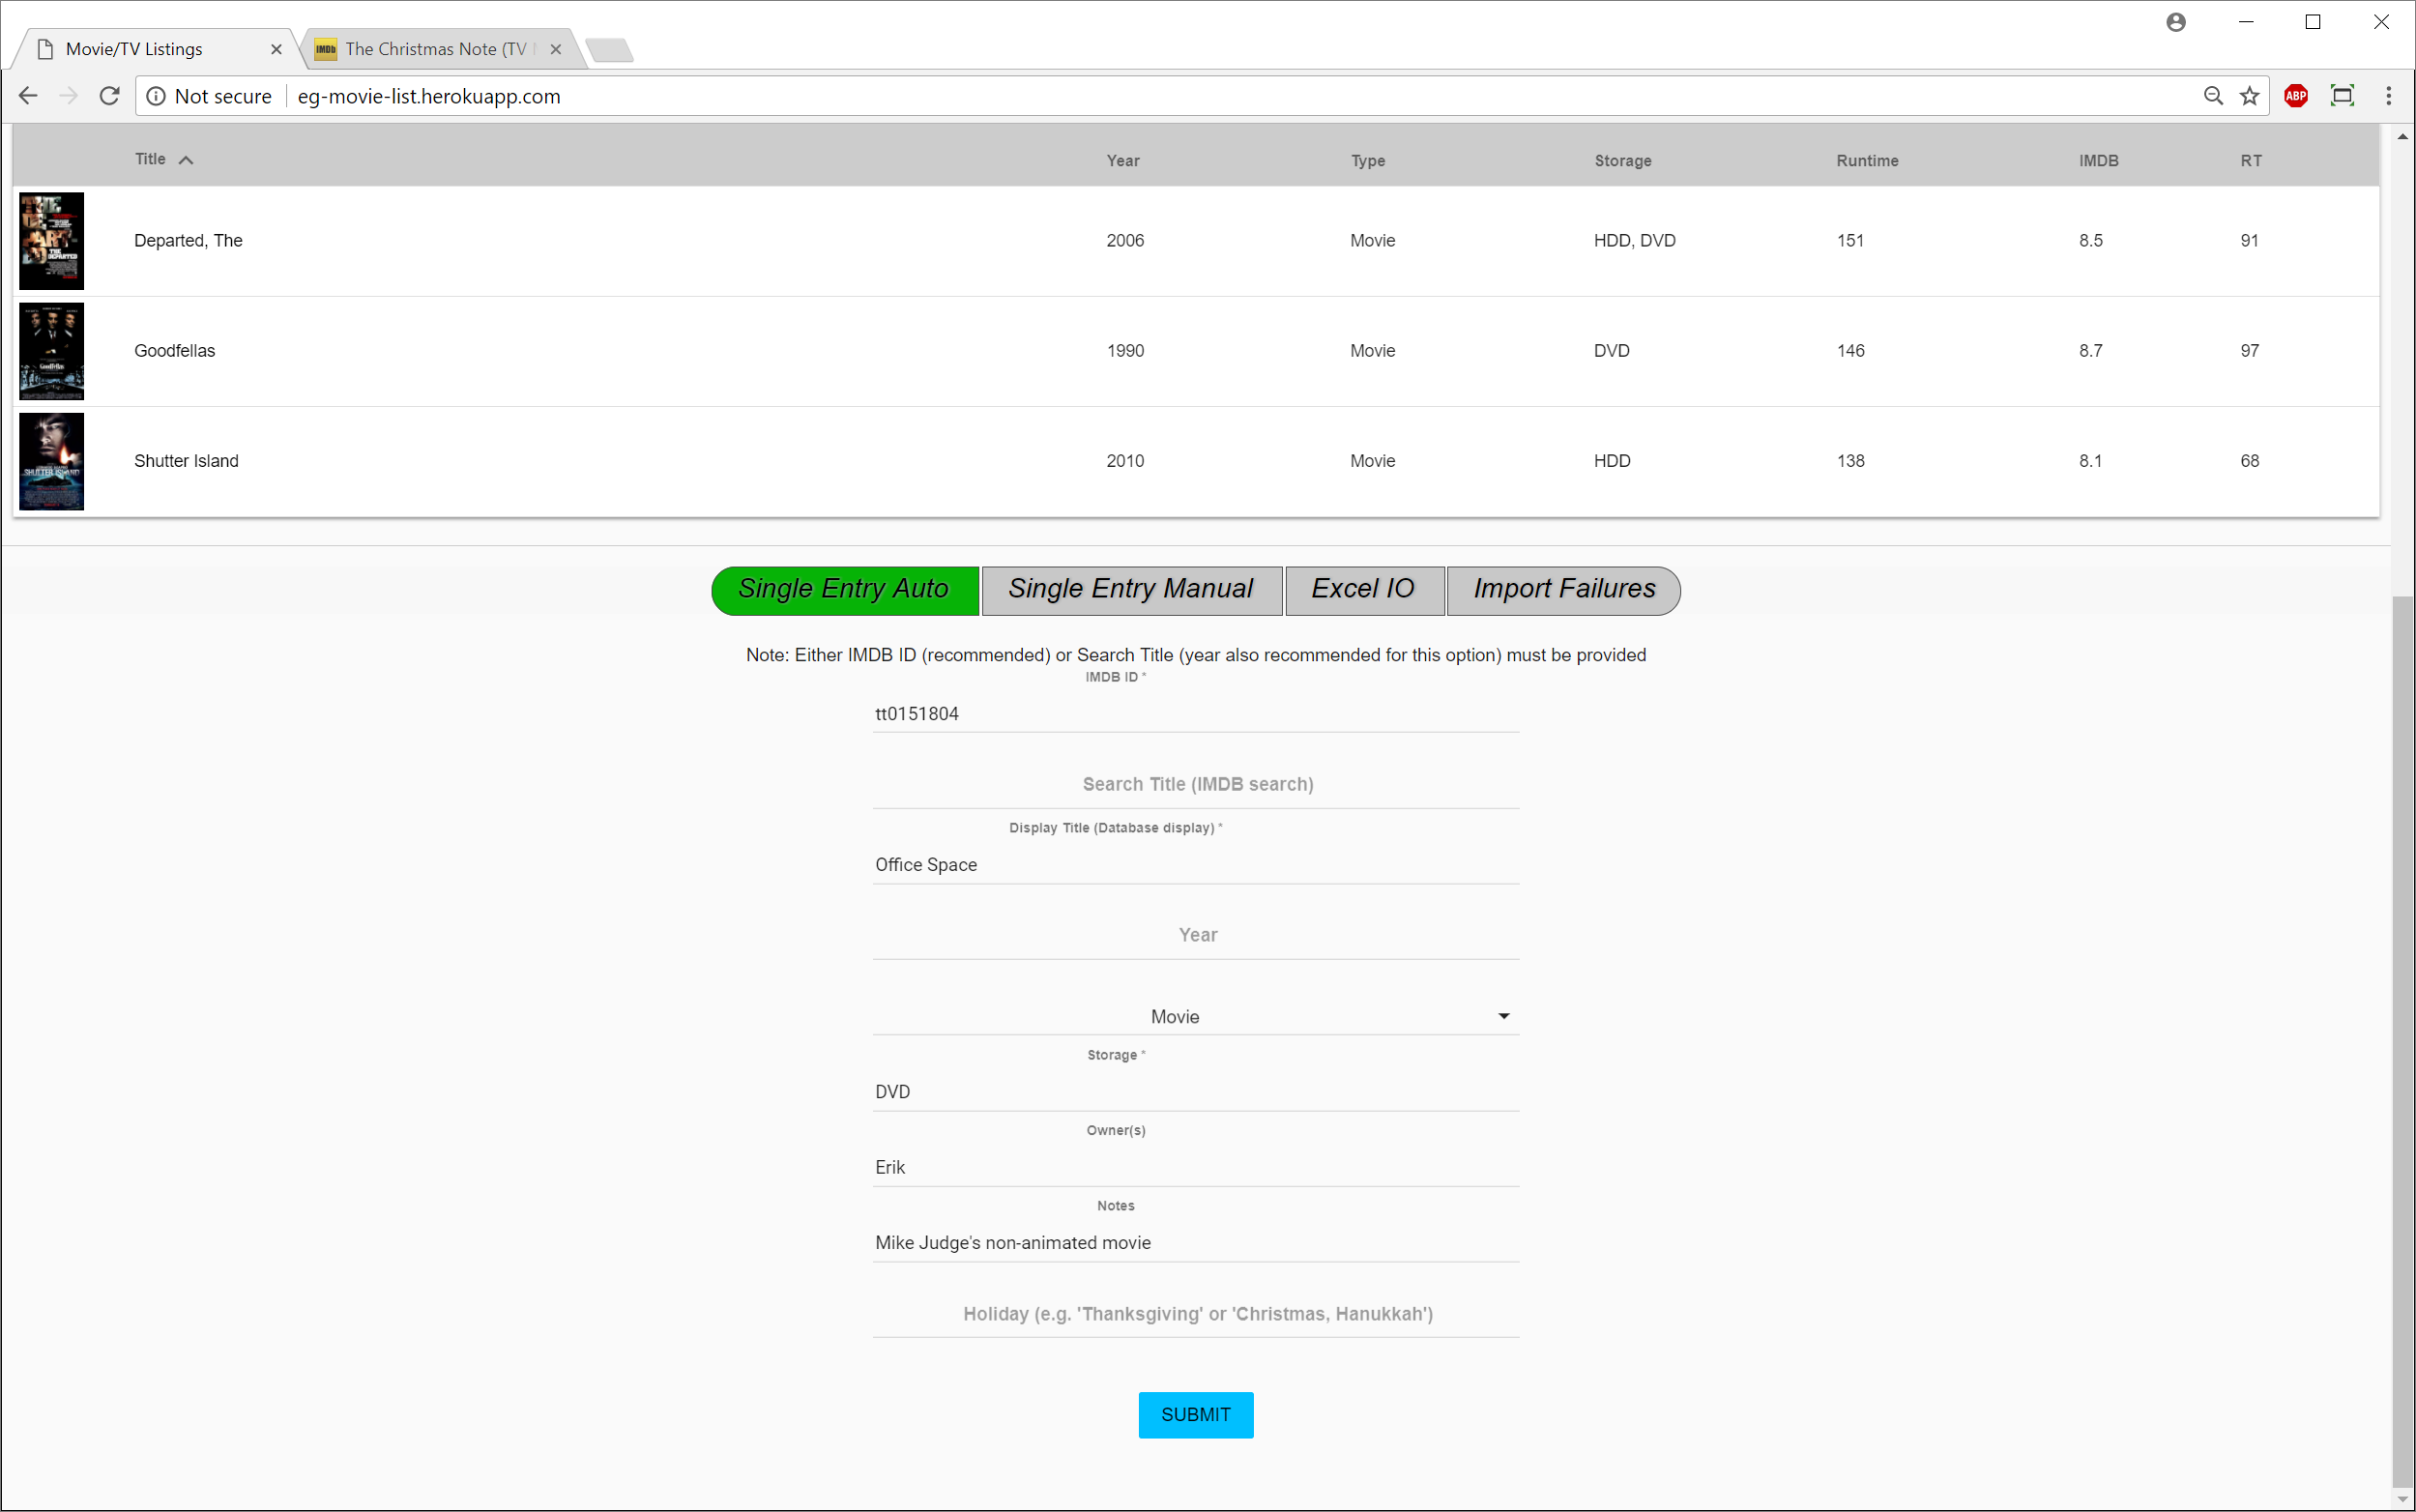 Movie/TV Listings
IMDb The Christmas Note (TV
Not secure eg-movie-list.herokuapp.com
ABP
Title Year Type Storage Runtime IMDB RT
THE DEPARTED
Departed, The 2006 Movie HDD, DVD 151 8.5 91
Goodfellas
Goodfellas 1990 Movie DVD 146 8.7 97
SHUTTER ISLAND
Shutter Island 2010 Movie HDD 138 8.1 68
Single Entry Auto Single Entry Manual Excel IO Import Failures
Note: Either IMDB ID (recommended) or Search Title (year also recommended for this option) must be provided
IMDB ID *
tt0151804
Search Title (IMDB search)
Display Title (Database display) *
Office Space
Year
Movie
Storage *
DVD
Owner(s)
Erik
Notes
Mike Judge's non-animated movie
Holiday (e.g. 'Thanksgiving' or 'Christmas, Hanukkah')
SUBMIT